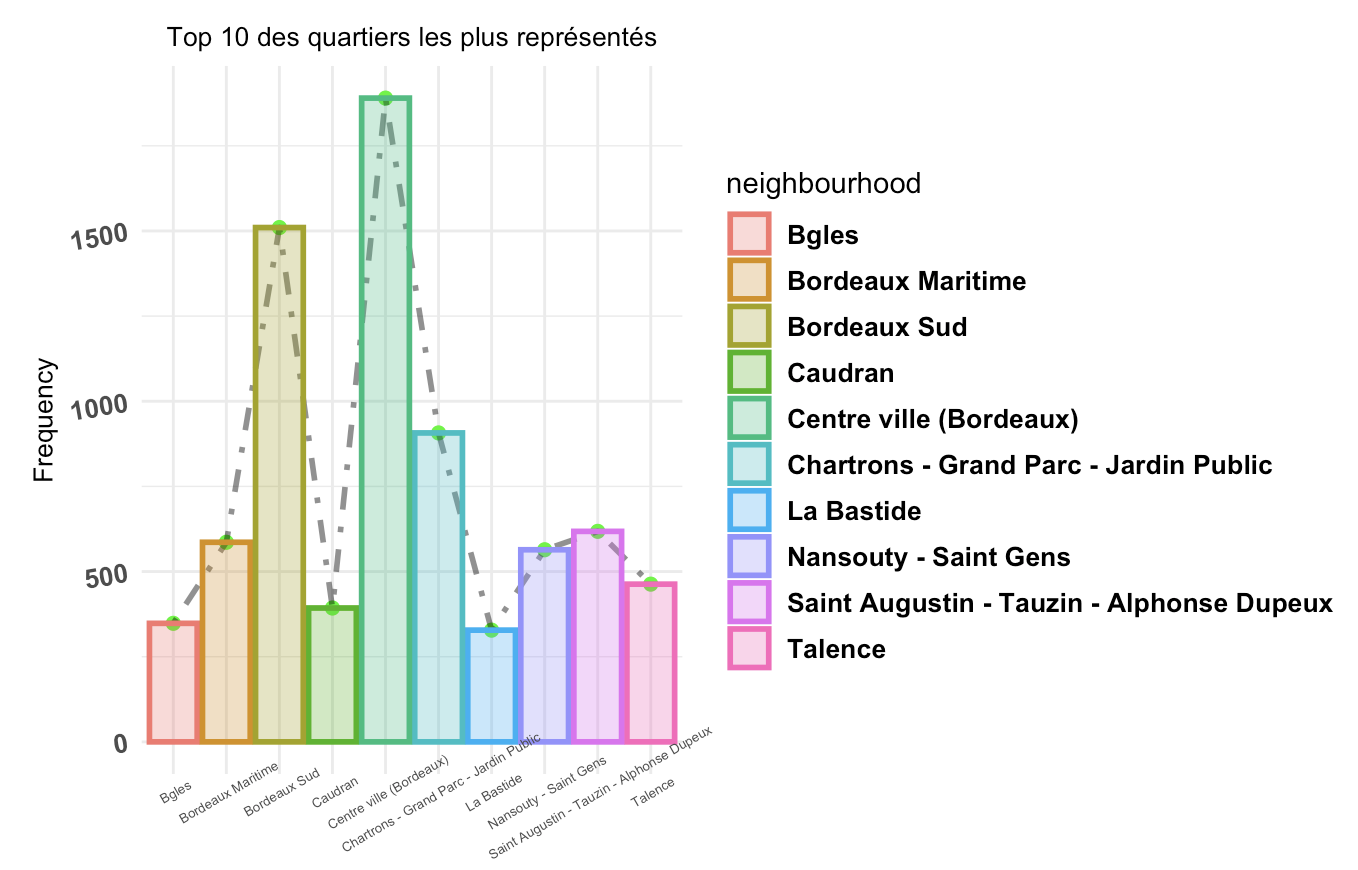 Top 10 des quartiers les plus représentés
Frequency
1500
1000
500
0
Bgles
Bordeaux Maritime
Bordeaux Sud
Caudran
Centre ville (Bordeaux)
Chartrons - Grand Parc - Jardin Public
La Bastide
Nansouty - Saint Gens
Saint Augustin - Tauzin - Alphonse Dupeux
Talence
neighbourhood
Bgles
Bordeaux Maritime
Bordeaux Sud
Caudran
Centre ville (Bordeaux)
Chartrons - Grand Parc - Jardin Public
La Bastide
Nansouty - Saint Gens
Saint Augustin - Tauzin - Alphonse Dupeux
Talence